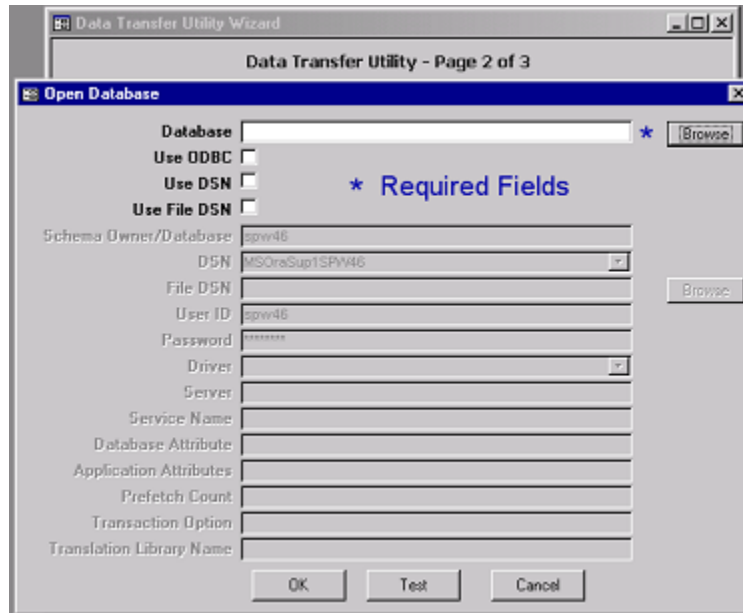 Data Transfer Utility Wizard
Data Transfer Utility - Page 2 of 3
Open Database
Database * Browse
Use ODBC
Use DSN * Required Fields
Use File DSN
Schema Owner/Database spw46
DSN MSOraSup1SPW46
File DSN Browse
User ID spw46
Password ********
Driver
Server
Service Name
Database Attribute
Application Attributes
Prefetch Count
Transaction Option
Translation Library Name
OK Test Cancel